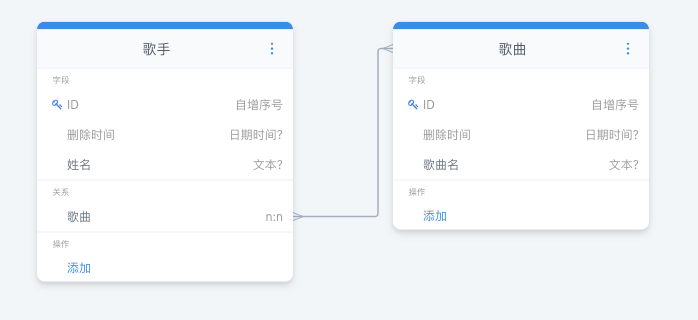 歌手
字段
ID 自增序号
删除时间 日期时间?
姓名 文本?
关系
歌曲 n:n
操作
添加
歌曲
字段
ID 自增序号
删除时间 日期时间?
歌曲名 文本?
操作
添加